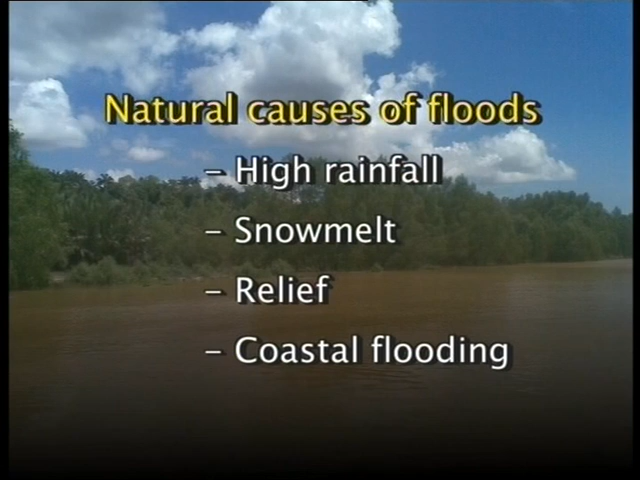 Natural causes of floods
– High rainfall
– Snowmelt
– Relief
– Coastal flooding